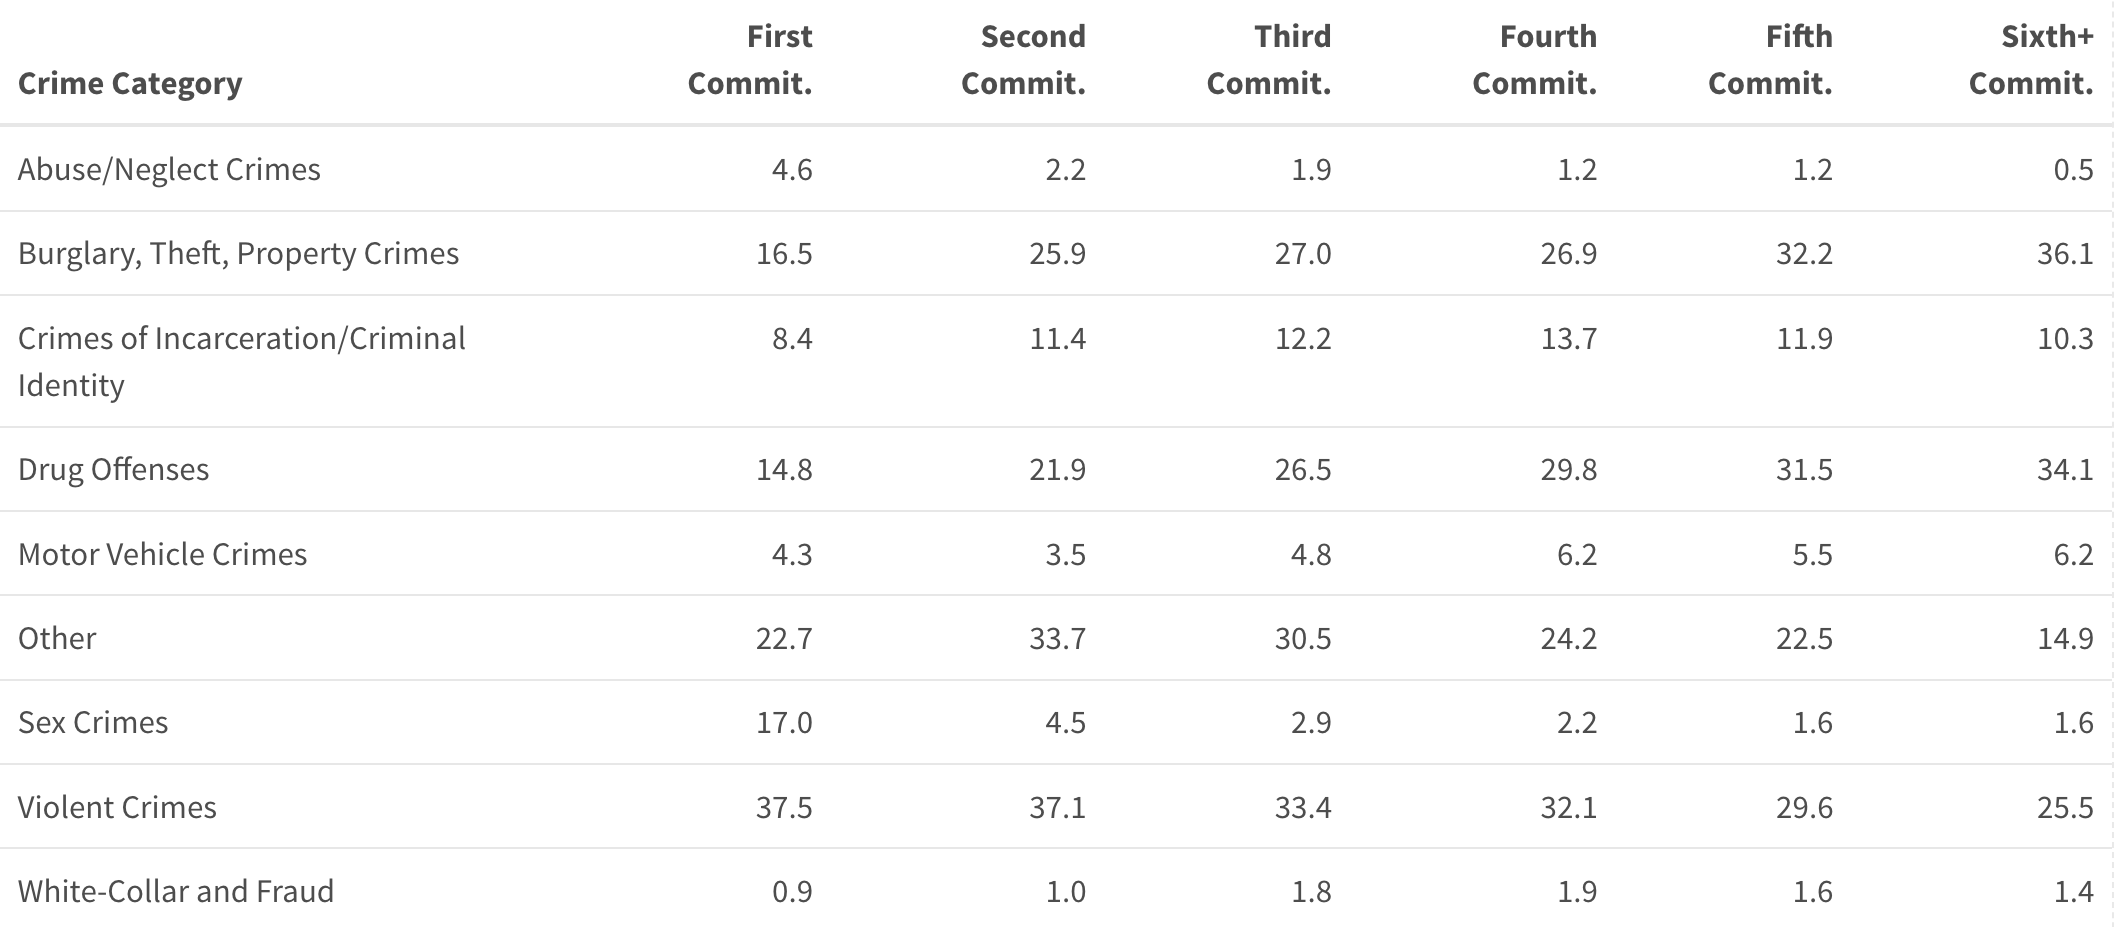 First Second Third Fourth Fifth Sixth+
Crime Category Commit. Commit. Commit. Commit. Commit. Commit.
Abuse/Neglect Crimes 4.6 2.2 1.9 1.2 1.2 0.5
Burglary, Theft, Property Crimes 16.5 25.9 27.0 26.9 32.2 36.1
Crimes of Incarceration/Criminal 8.4 11.4 12.2 13.7 11.9 10.3
Identity
Drug Offenses 14.8 21.9 26.5 29.8 31.5 34.1
Motor Vehicle Crimes 4.3 3.5 4.8 6.2 5.5 6.2
Other 22.7 33.7 30.5 24.2 22.5 14.9
Sex Crimes 17.0 4.5 2.9 2.2 1.6 1.6
Violent Crimes 37.5 37.1 33.4 32.1 29.6 25.5
White-Collar and Fraud 0.9 1.0 1.8 1.9 1.6 1.4